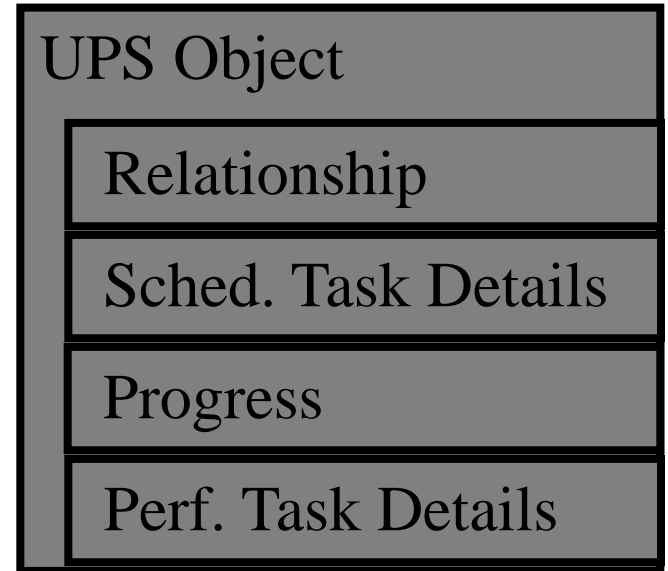 UPS Object
Relationship
Sched. Task Details
Progress
Perf. Task Details